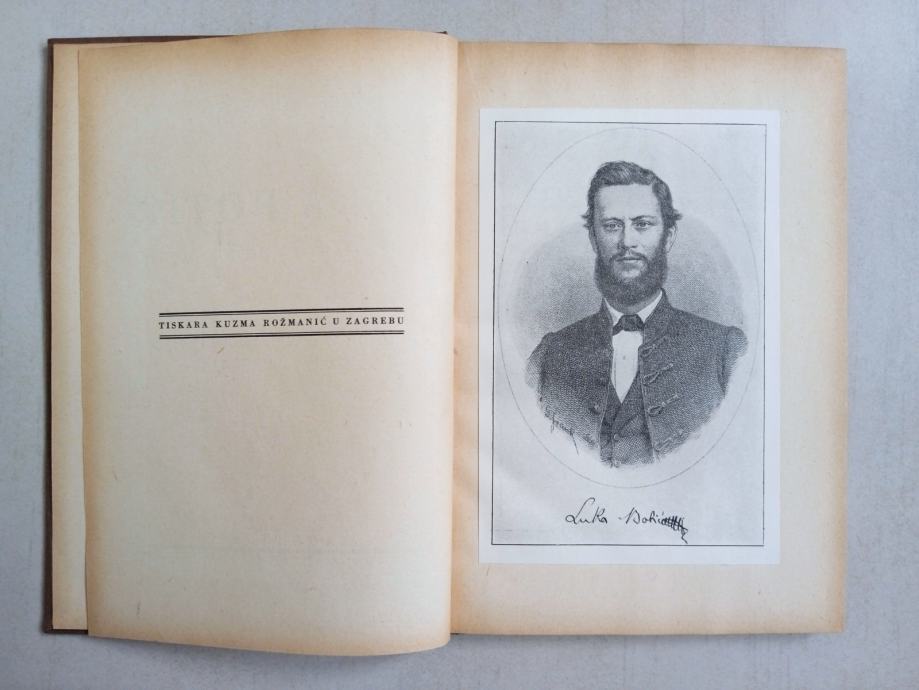 TISKARA KUZMA ROŽMANIĆ U ZAGREBU
Luka Botić